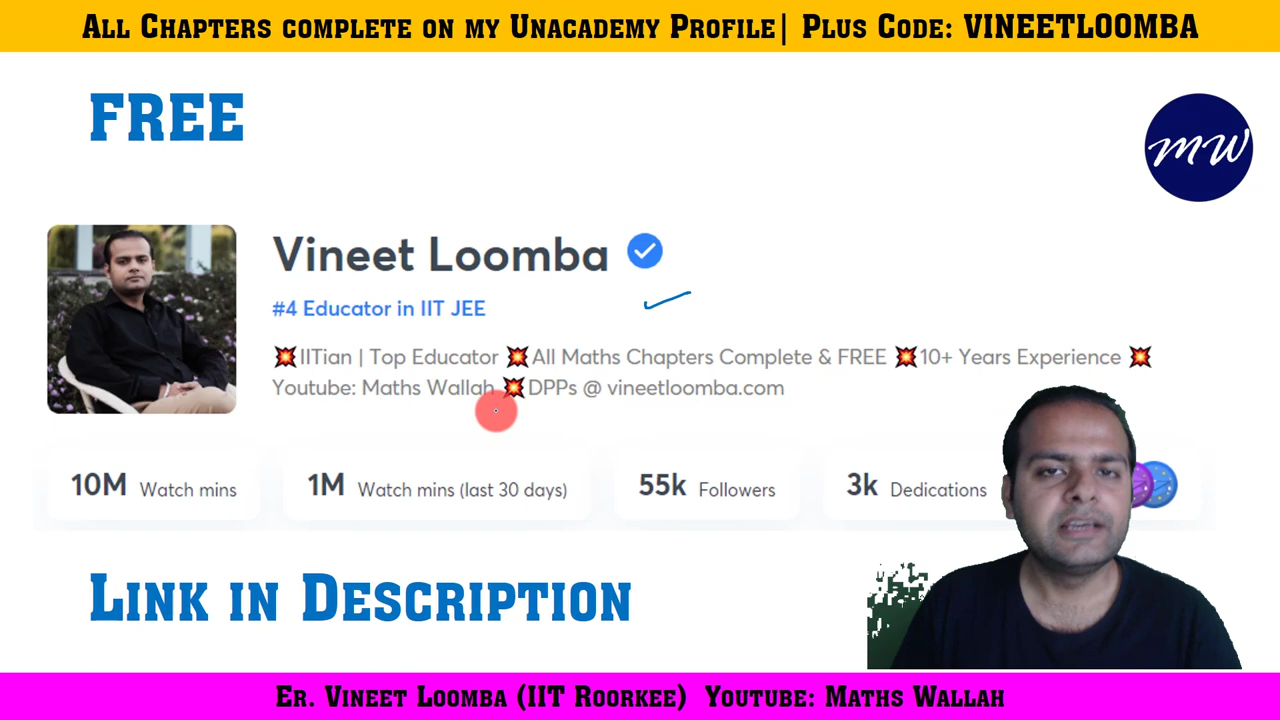 All Chapters complete on my Unacademy Profile| Plus Code: VINEETLOOMBA
FREE
MW
Vineet Loomba
#4 Educator in IIT JEE
IITian | Top Educator 💥All Maths Chapters Complete & FREE 💥10+ Years Experience 💥
Youtube: Maths Wallah 💥DPPs @ vineetloomba.com
10M Watch mins
1M Watch mins (last 30 days)
55k Followers
3k Dedications
Link in Description
Er. Vineet Loomba (IIT Roorkee) Youtube: Maths Wallah